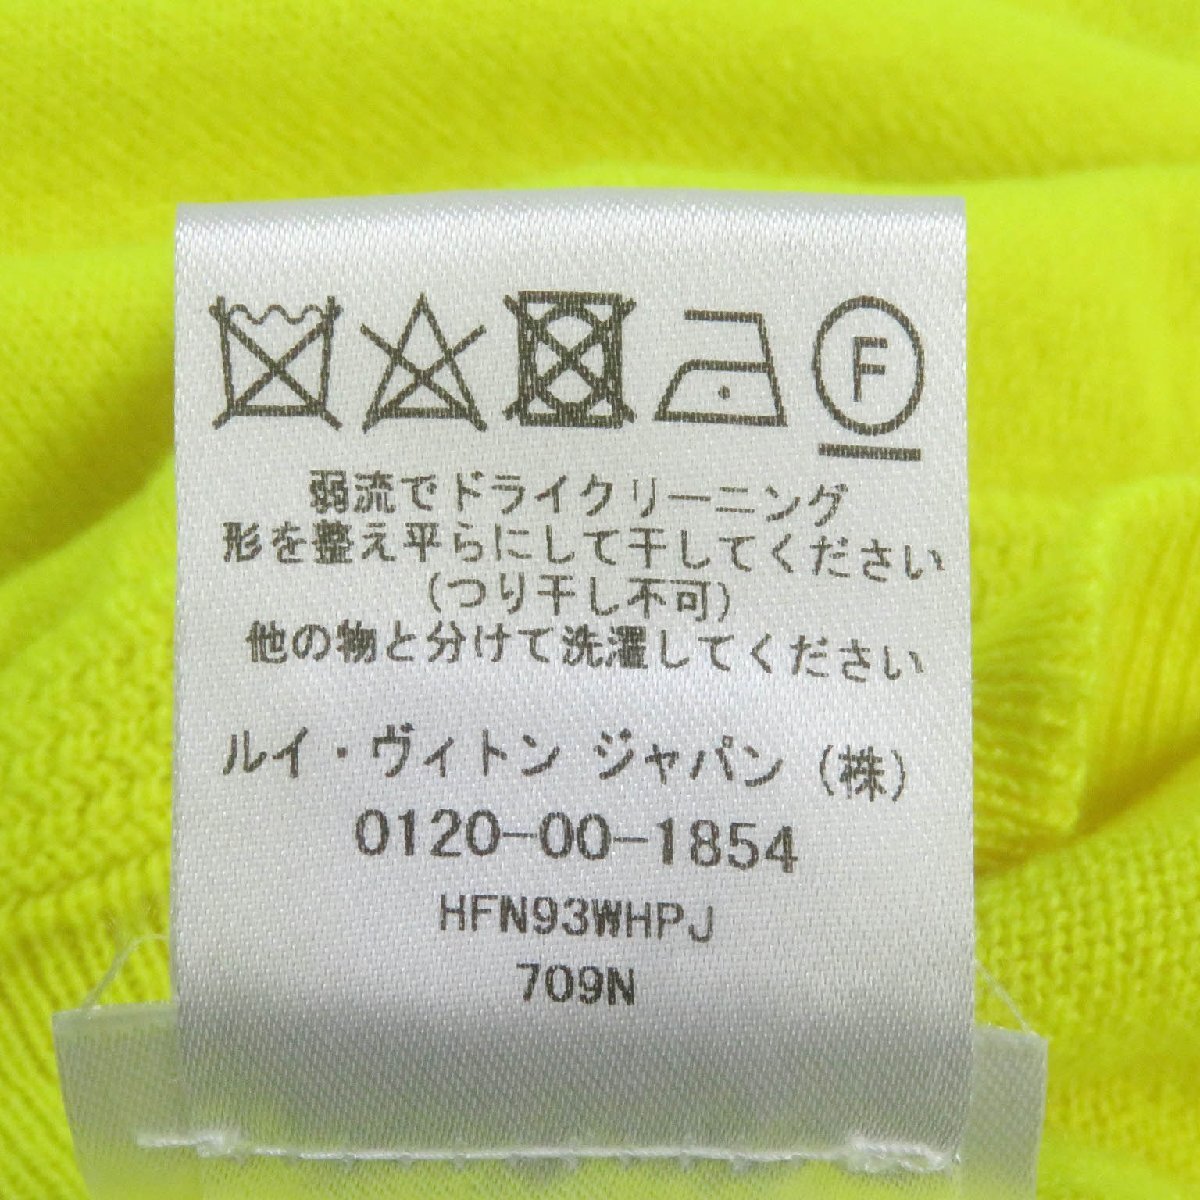 F
弱流でドライクリーニング
形を整え平らにして干してください
(つり干し不可)
他の物と分けて洗濯してください
ルイ・ヴィトン ジャパン (株)
0120-00-1854
HFN93WHPJ
709N